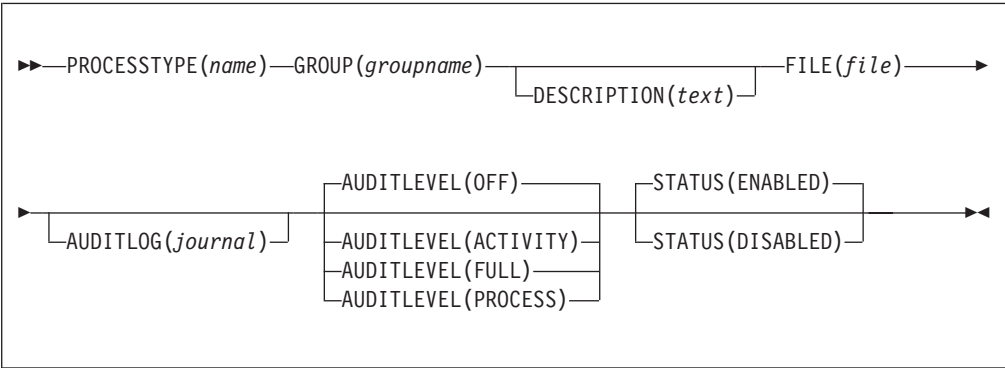 PROCESSTYPE(name) GROUP(groupname) FILE(file)
DESCRIPTION(text)
AUDITLEVEL(OFF) STATUS(ENABLED)
AUDITLOG(journal) AUDITLEVEL(ACTIVITY) STATUS(DISABLED)
AUDITLEVEL(FULL)
AUDITLEVEL(PROCESS)